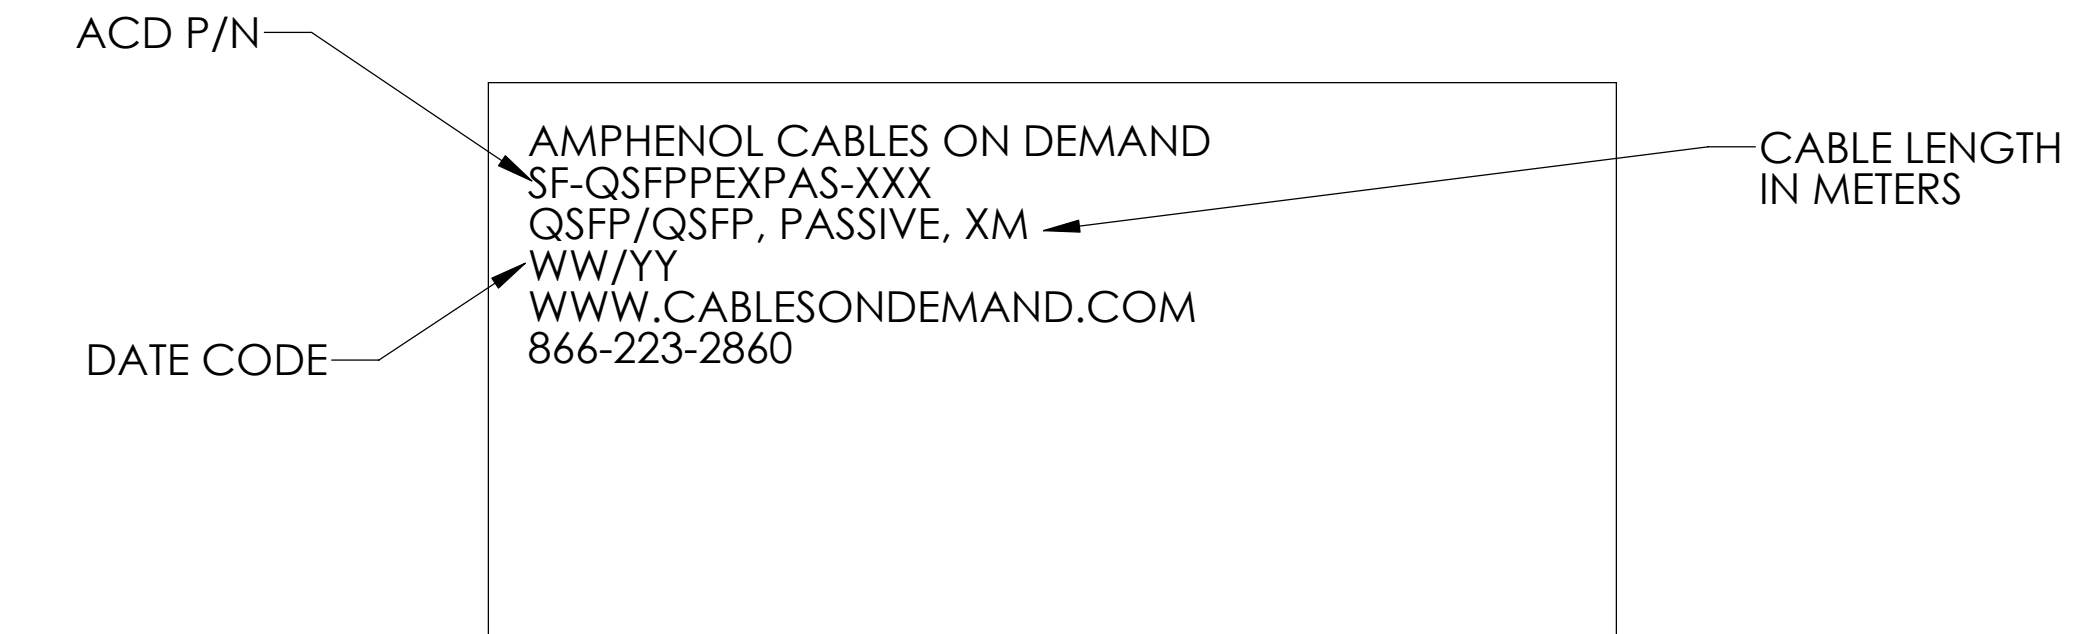 ACD P/N
AMPHENOL CABLES ON DEMAND
SF-QSFPPEXPAS-XXX
QSFP/QSFP, PASSIVE, XM
WW/YY
WWW.CABLESONDEMAND.COM
866-223-2860
CABLE LENGTH
IN METERS
DATE CODE